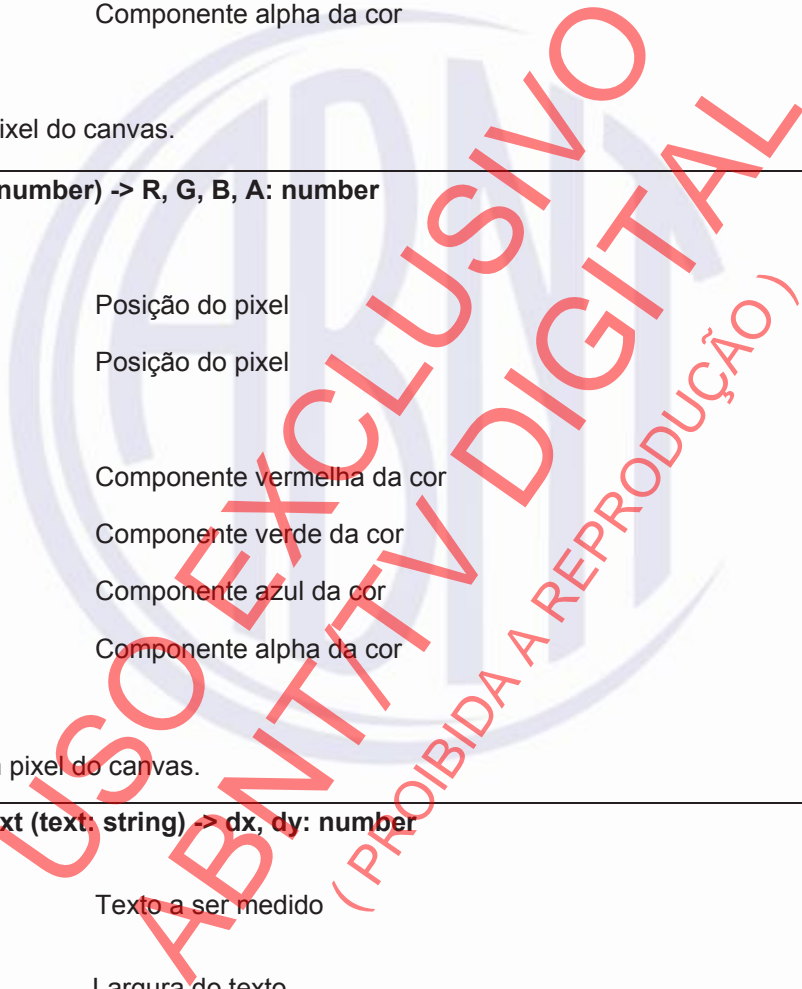 Componente alpha da cor
ixel do canvas.
number) -> R, G, B, A: number
Posição do pixel
Posição do pixel
Componente vermelha da cor
Componente verde da cor
Componente azul da cor
Componente alpha da cor
pixel do canvas.
xt (text: string) -> dx, dy: number
Texto a ser medido
Largura do texto
USO EXCLUSIVO
ABNT/TV DIGITAL
( PROIBIDA A REPRODUÇÃO )
ABNT